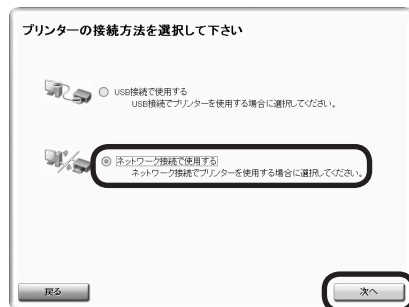 プリンターの接続方法を選択して下さい
USB接続で使用する
USB接続でプリンターを使用する場合に選択してください。
ネットワーク接続で使用する
ネットワーク接続でプリンターを使用する場合に選択してください。
戻る
次へ